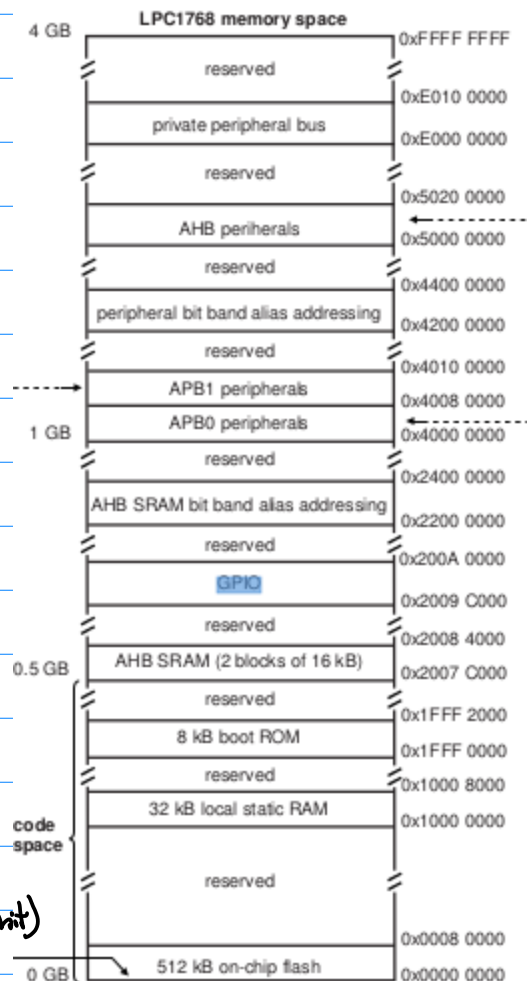 LPC1768 memory space
4 GB
0xFFFF FFFF
reserved
0xE010 0000
private peripheral bus
0xE000 0000
reserved
0x5020 0000
AHB periherals
0x5000 0000
reserved
0x4400 0000
peripheral bit band alias addressing
0x4200 0000
reserved
0x4010 0000
APB1 peripherals
0x4008 0000
APB0 peripherals
1 GB
0x4000 0000
reserved
0x2400 0000
AHB SRAM bit band alias addressing
0x2200 0000
reserved
0x200A 0000
GPIO
0x2009 C000
reserved
0x2008 4000
AHB SRAM (2 blocks of 16 kB)
0.5 GB
0x2007 C000
reserved
0x1FFF 2000
8 kB boot ROM
0x1FFF 0000
reserved
0x1000 8000
32 kB local static RAM
0x1000 0000
code
space
reserved
0x0008 0000
512 kB on-chip flash
0 GB
0x0000 0000